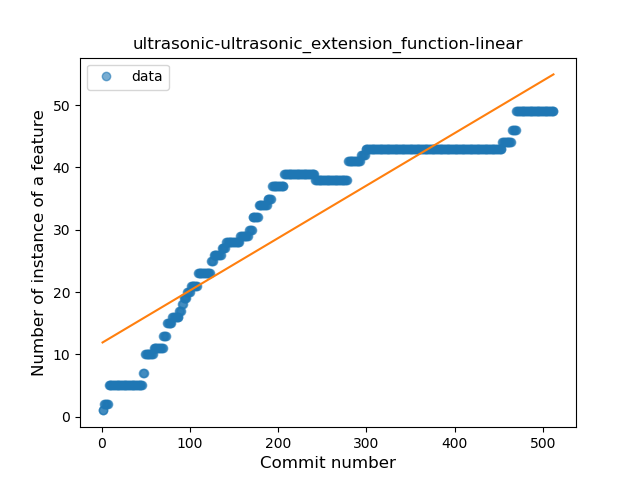 ultrasonic-ultrasonic_extension_function-linear
data
Number of instance of a feature
50
40
30
20
10
0
0 100 200 300 400 500
Commit number